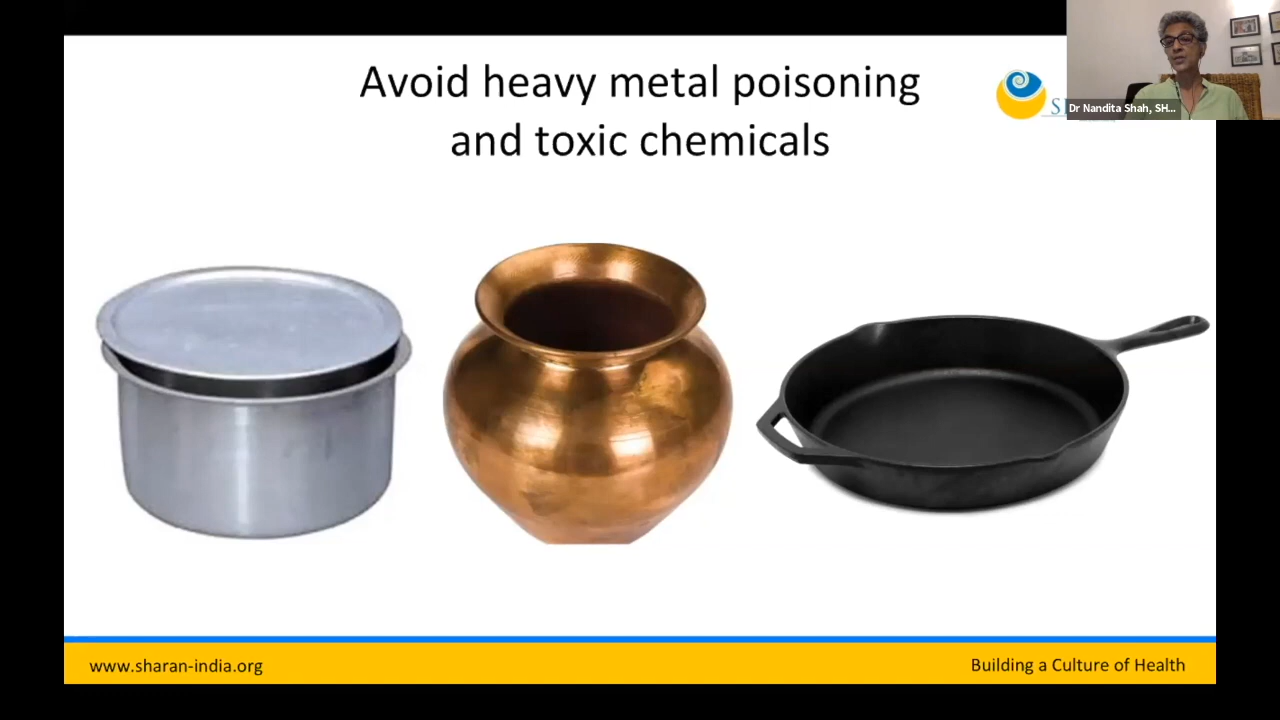 Avoid heavy metal poisoning
and toxic chemicals
Dr Nandita Shah, SH...
www.sharan-india.org
Building a Culture of Health